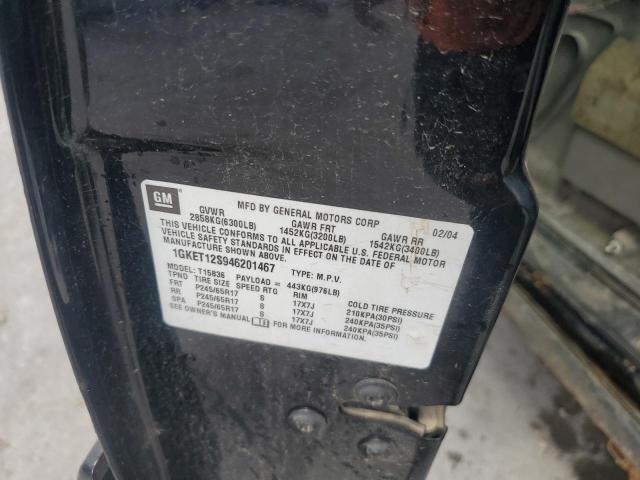 GM
MFD BY GENERAL MOTORS CORP 02/04
GVWR GAWR FRT GAWR RR
2858KG(6300LB) 1452KG(3200LB) 1542KG(3400LB)
THIS VEHICLE CONFORMS TO ALL APPLICABLE U.S. FEDERAL MOTOR
VEHICLE SAFETY STANDARDS IN EFFECT ON THE DATE OF
MANUFACTURE SHOWN ABOVE.
1GKET12S946201467 TYPE: M.P.V.
MODEL: T15836 PAYLOAD = 443KG(976LB)
TIRE SIZE SPEED RTG RIM COLD TIRE PRESSURE
FRT P245/65R17 S 17X7J 210KPA(30PSI)
RR P245/65R17 S 17X7J 240KPA(35PSI)
SPA P245/65R17 S 17X7J 240KPA(35PSI)
SEE OWNER'S MANUAL FOR MORE INFORMATION.